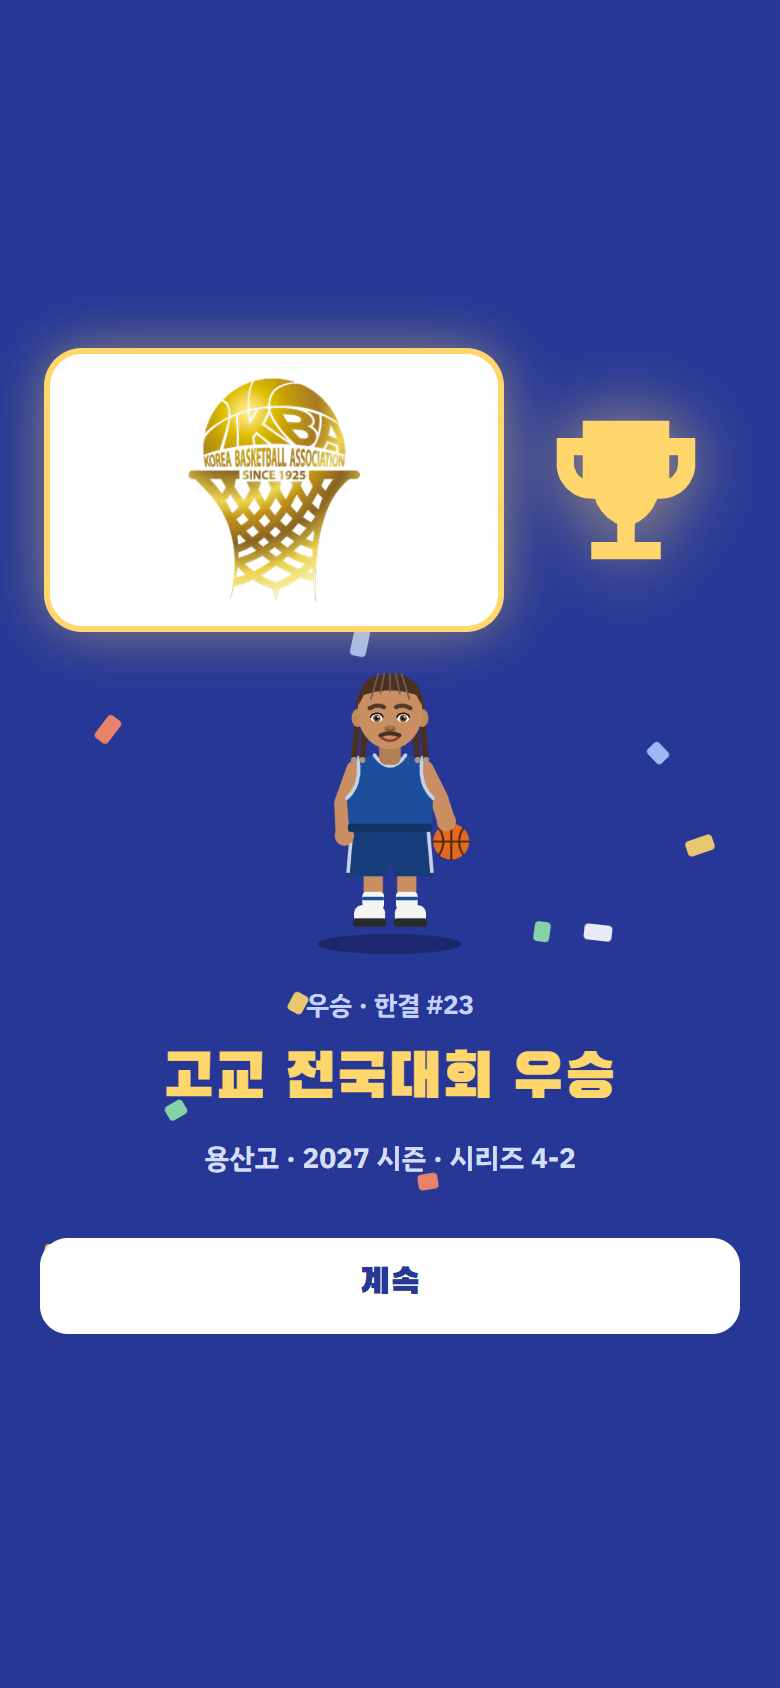 KBA
KOREA BASKETBALL ASSOCIATION
SINCE 1925
우승 · 한결 #23
고교 전국대회 우승
용산고 · 2027 시즌 · 시리즈 4-2
계속